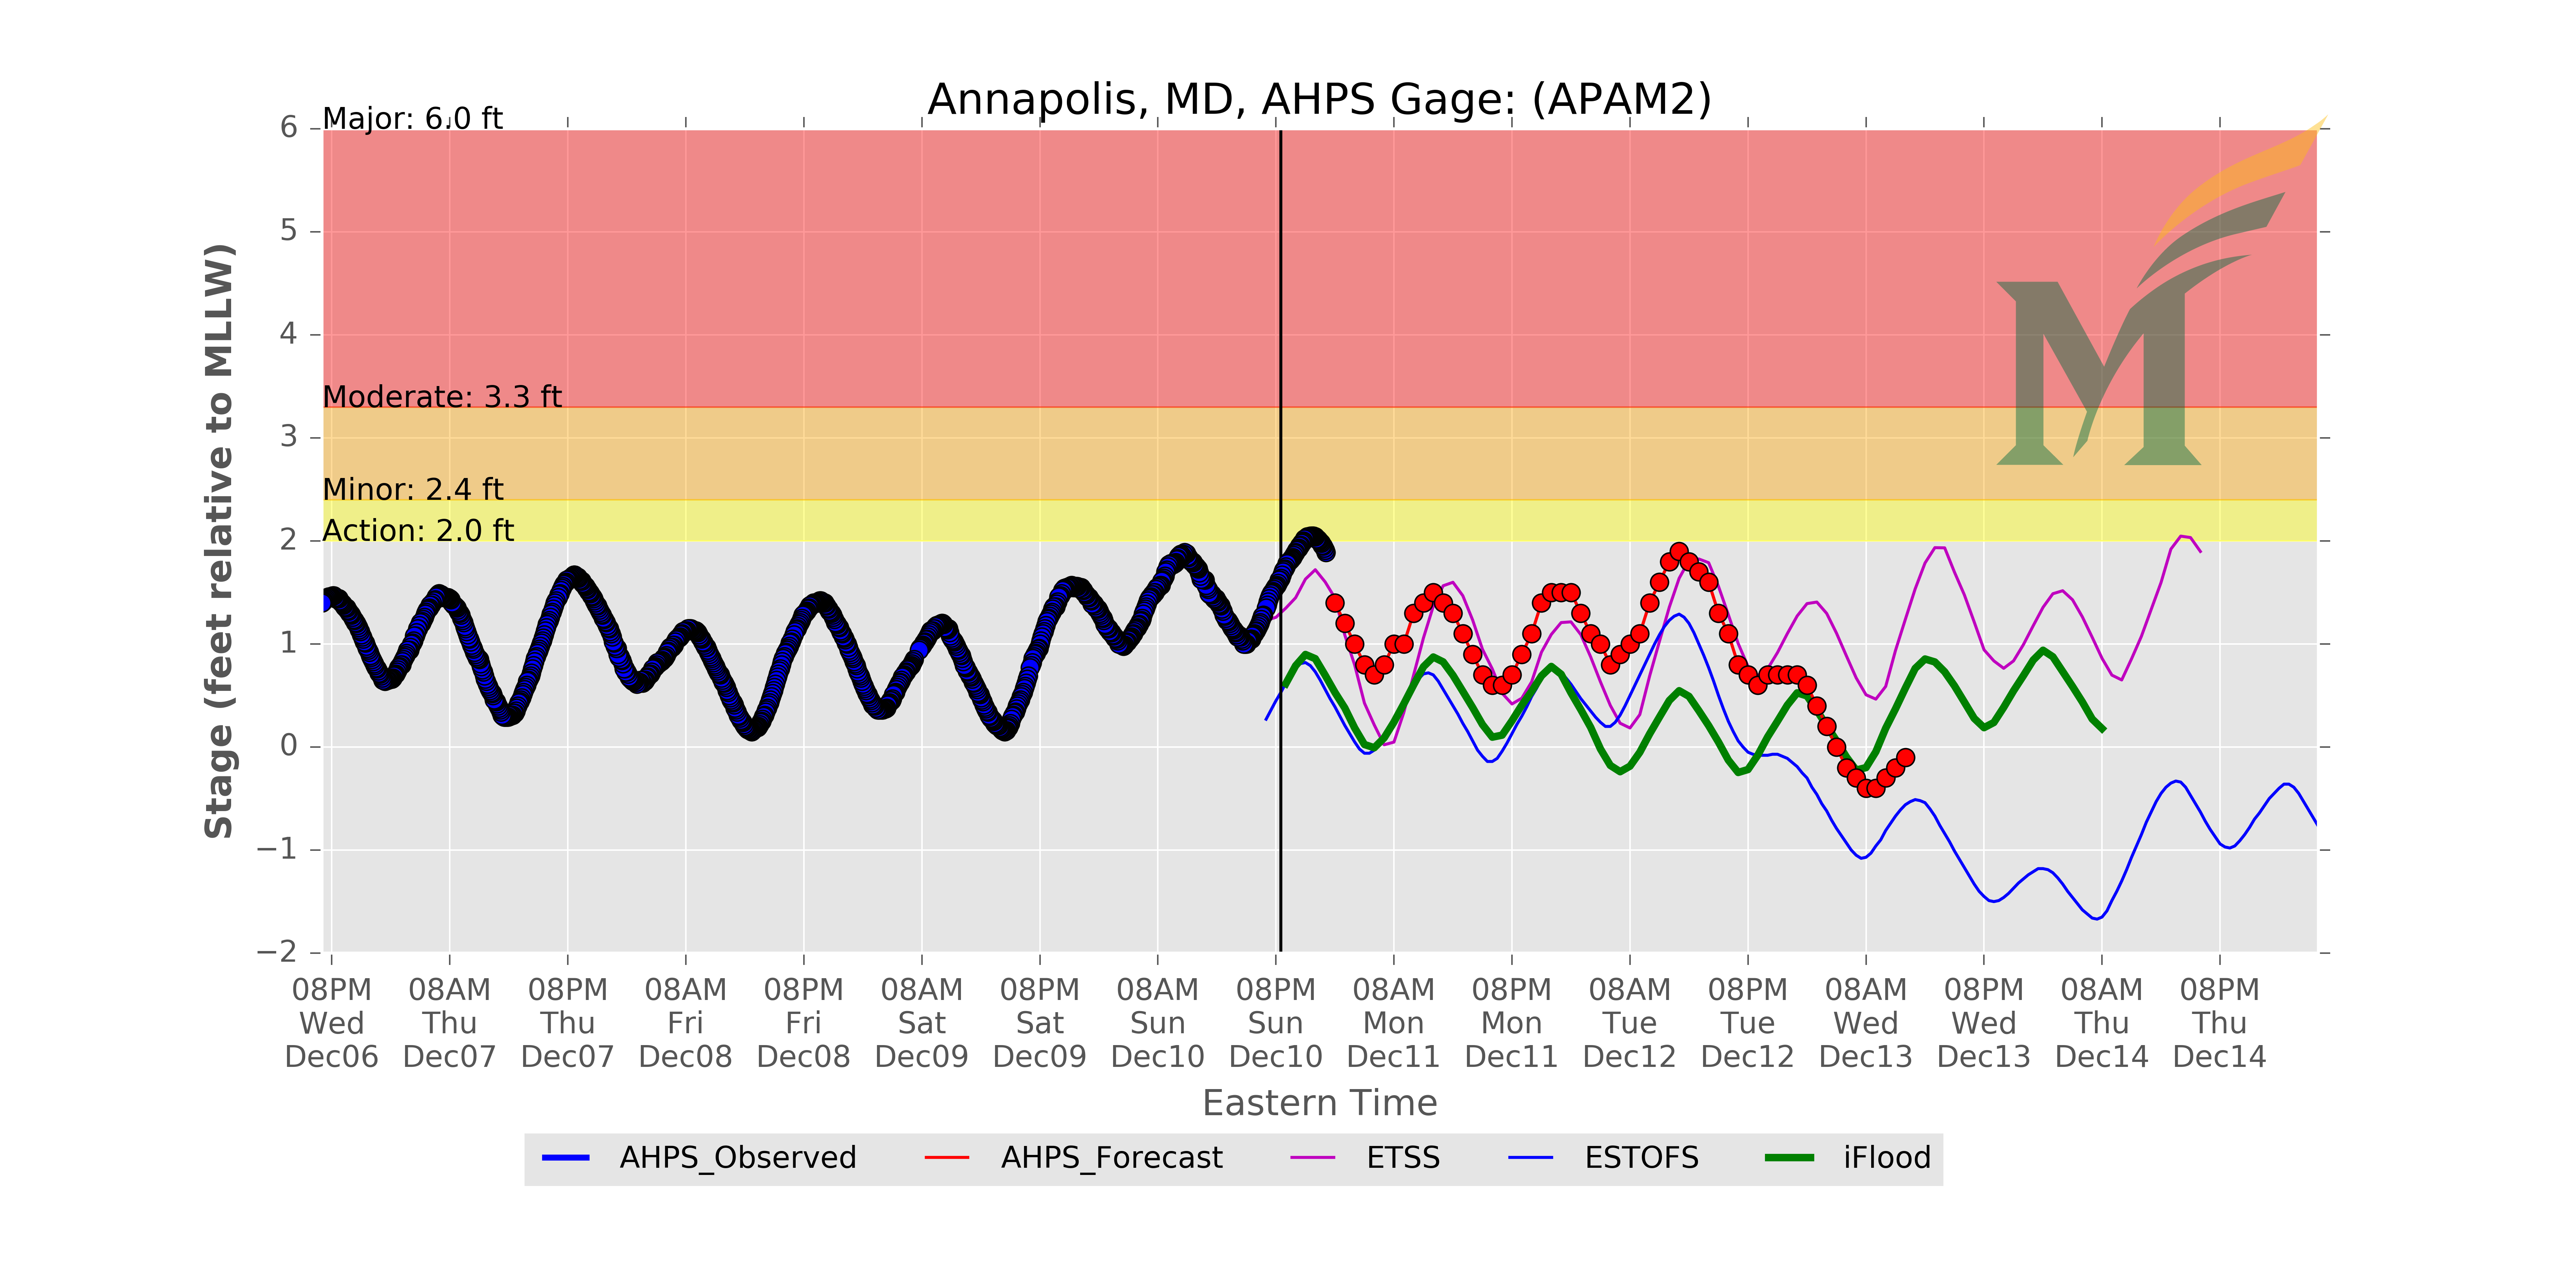 Annapolis, MD, AHPS Gage: (APAM2)
Major: 6.0 ft
Moderate: 3.3 ft
Minor: 2.4 ft
Action: 2.0 ft
Stage (feet relative to MLLW)
6
5
4
3
2
1
0
−1
−2
08PM 08AM 08PM 08AM 08PM 08AM 08PM 08AM 08PM 08AM 08PM 08AM 08PM 08AM 08PM 08AM 08PM
Wed Thu Thu Fri Fri Sat Sat Sun Sun Mon Mon Tue Tue Wed Wed Thu Thu
Dec06 Dec07 Dec07 Dec08 Dec08 Dec09 Dec09 Dec10 Dec10 Dec11 Dec11 Dec12 Dec12 Dec13 Dec13 Dec14 Dec14
Eastern Time
AHPS_Observed AHPS_Forecast ETSS ESTOFS iFlood
M